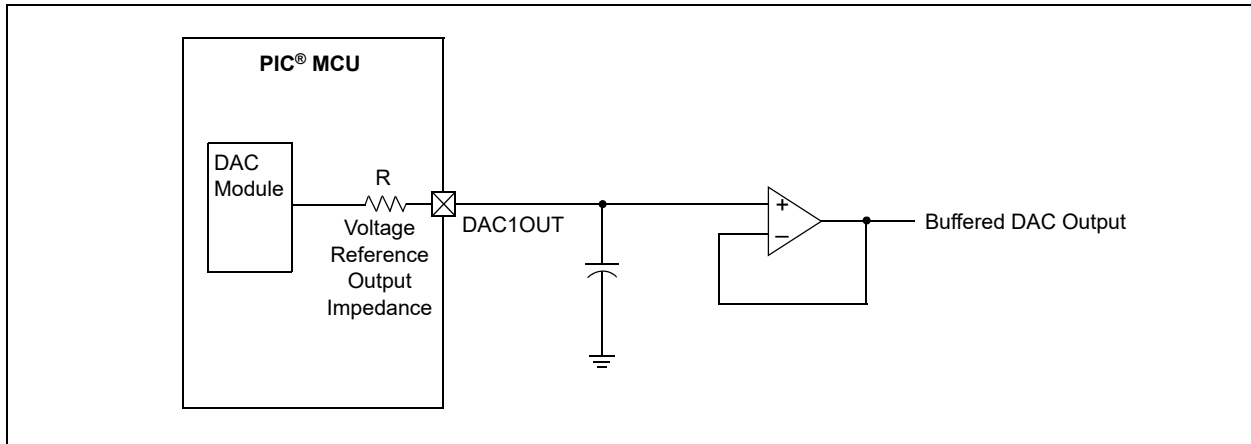 PIC® MCU
DAC
Module
R
Voltage
Reference
Output
Impedance
DAC1OUT
+
–
Buffered DAC Output